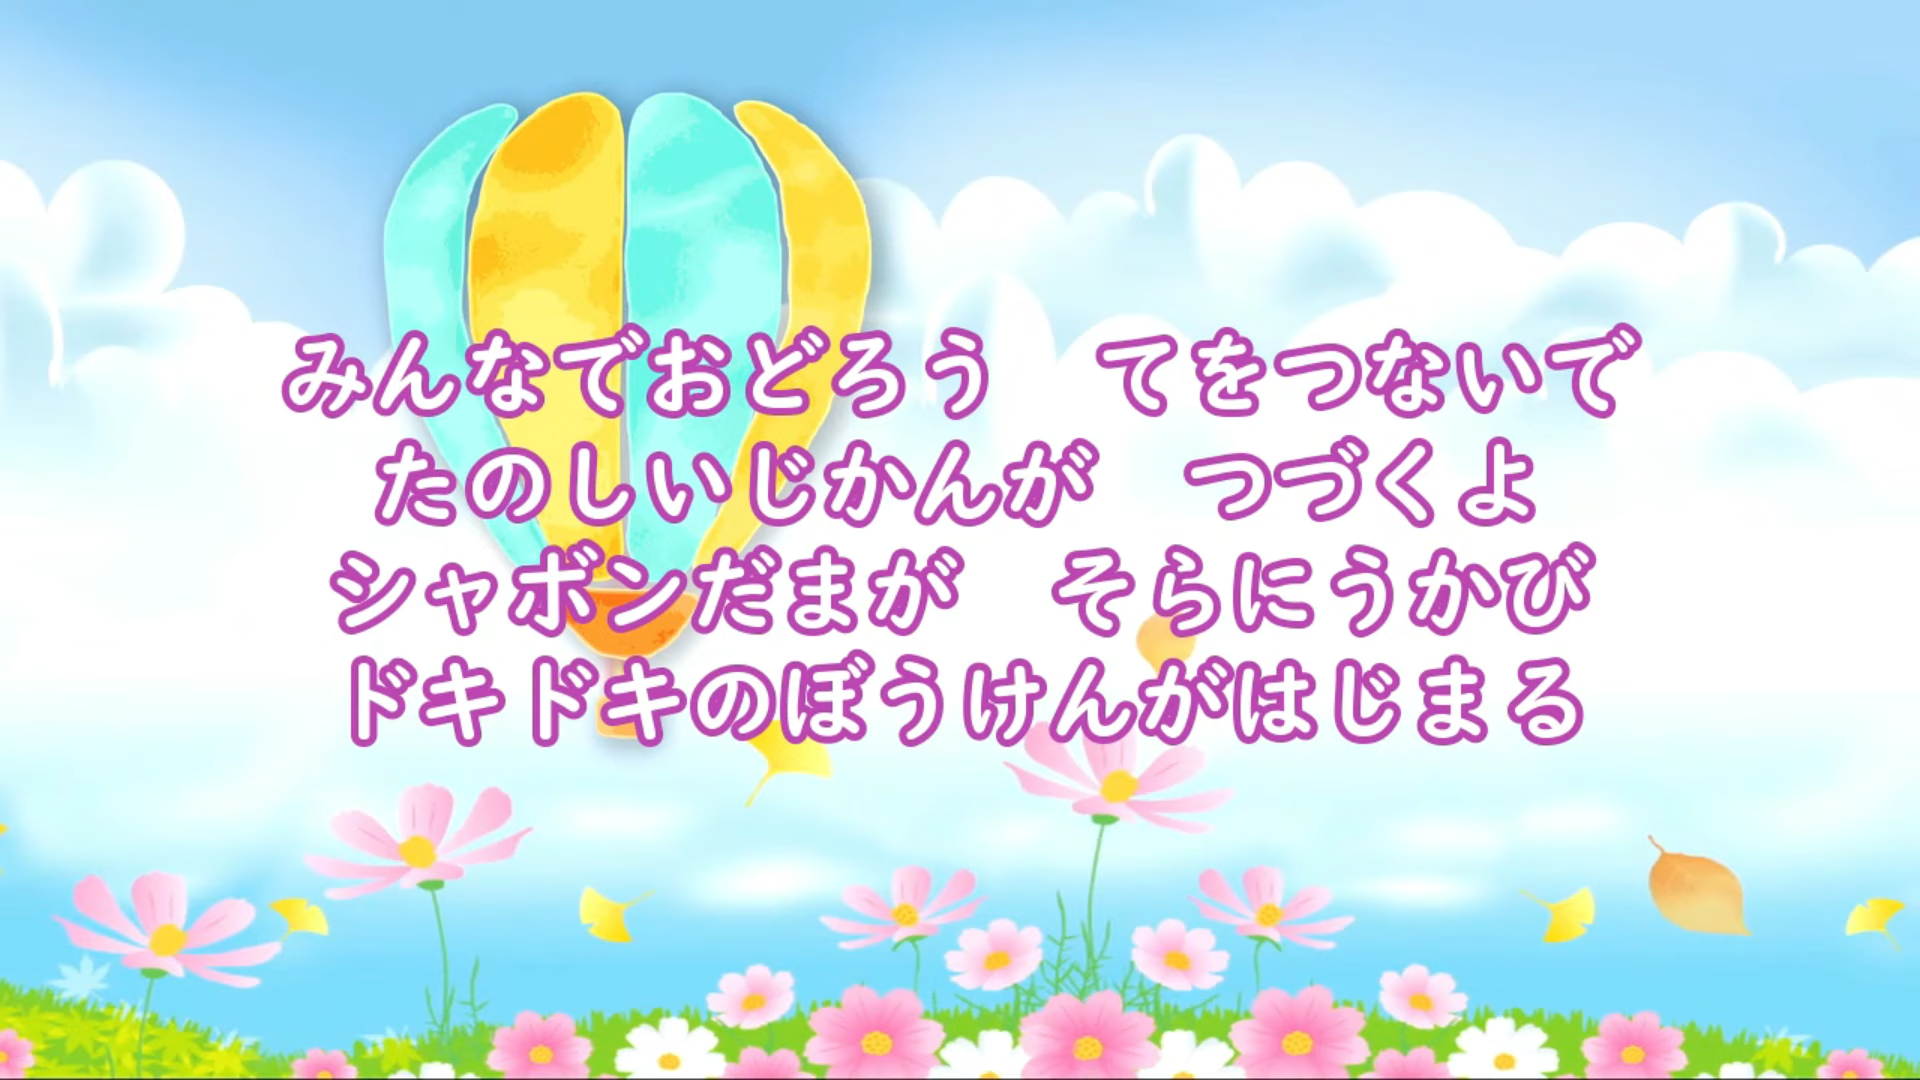 みんなでおどろう　てをつないで
たのしいじかんが　つづくよ
シャボンだまが　そらにうかび
ドキドキのぼうけんがはじまる